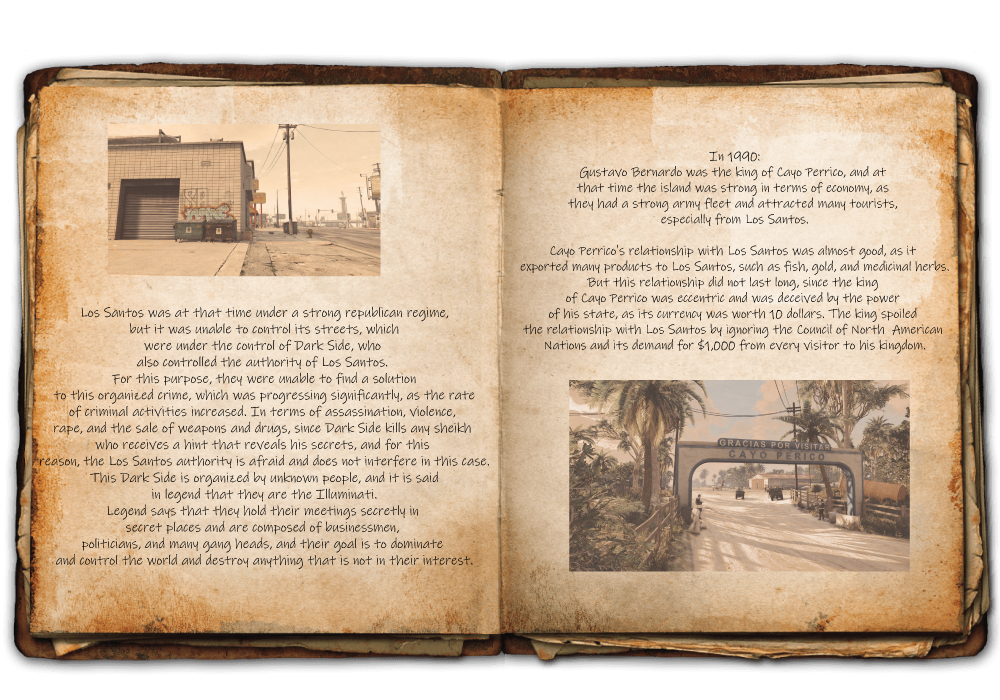 Los Santos was at that time under a strong republican regime,
but it was unable to control its streets, which
were under the control of Dark Side, who
also controlled the authority of Los Santos.
For this purpose, they were unable to find a solution
to this organized crime, which was progressing significantly, as the rate
of criminal activities increased. In terms of assassination, violence,
rape, and the sale of weapons and drugs, since Dark Side kills any sheikh
who receives a hint that reveals his secrets, and for this
reason, the Los Santos authority is afraid and does not interfere in this case.
This Dark Side is organized by unknown people, and it is said
in legend that they are the Illuminati.
Legend says that they hold their meetings secretly in
secret places and are composed of businessmen,
politicians, and many gang heads, and their goal is to dominate
and control the world and destroy anything that is not in their interest.
In 1990:
Gustavo Bernardo was the king of Cayo Perrico, and at
that time the island was strong in terms of economy, as
they had a strong army fleet and attracted many tourists,
especially from Los Santos.
Cayo Perrico's relationship with Los Santos was almost good, as it
exported many products to Los Santos, such as fish, gold, and medicinal herbs.
But this relationship did not last long, since the king
of Cayo Perrico was eccentric and was deceived by the power
of his state, as its currency was worth 10 dollars. The king spoiled
the relationship with Los Santos by ignoring the Council of North American
Nations and its demand for $1,000 from every visitor to his kingdom.
GRACIAS POR VISITAR
CAYO PERICO